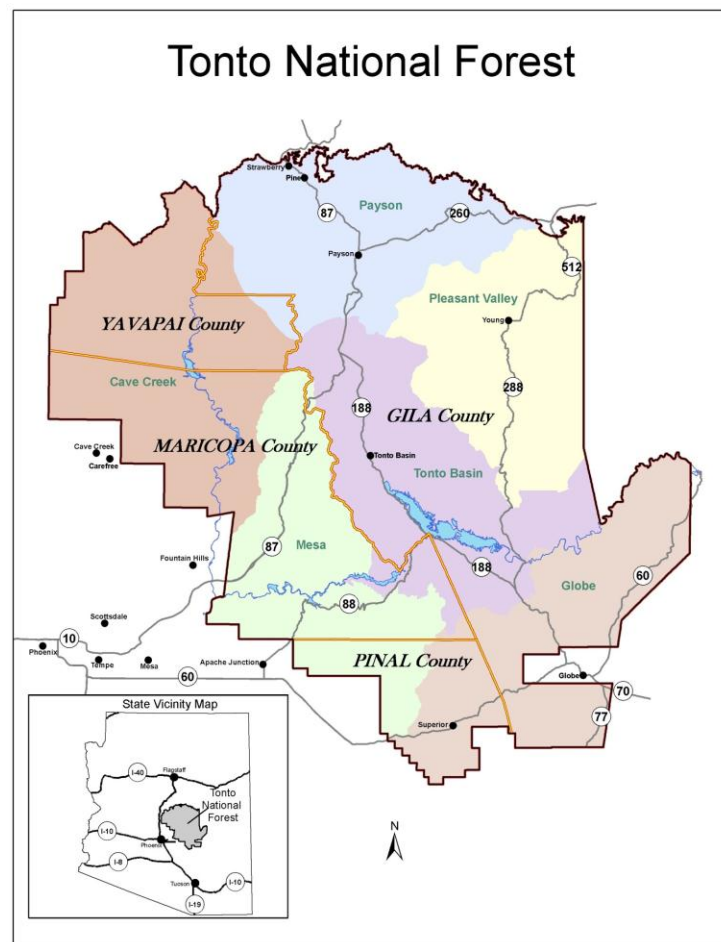 Tonto National Forest
Strawberry
Pine
87
Payson
260
Payson
512
Pleasant Valley
Young
YAVAPAI County
Cave Creek
288
188
GILA County
MARICOPA County
Cave Creek
Carefree
Tonto Basin
Tonto Basin
87
Mesa
Fountain Hills
188
Globe
60
88
Scottsdale
10
Phoenix
Tempe
Mesa
Apache Junction
60
PINAL County
Globe
70
77
Superior
State Vicinity Map
I-40
Flagstaff
Tonto
National
Forest
I-10
Phoenix
I-8
Tucson
I-10
I-19
N